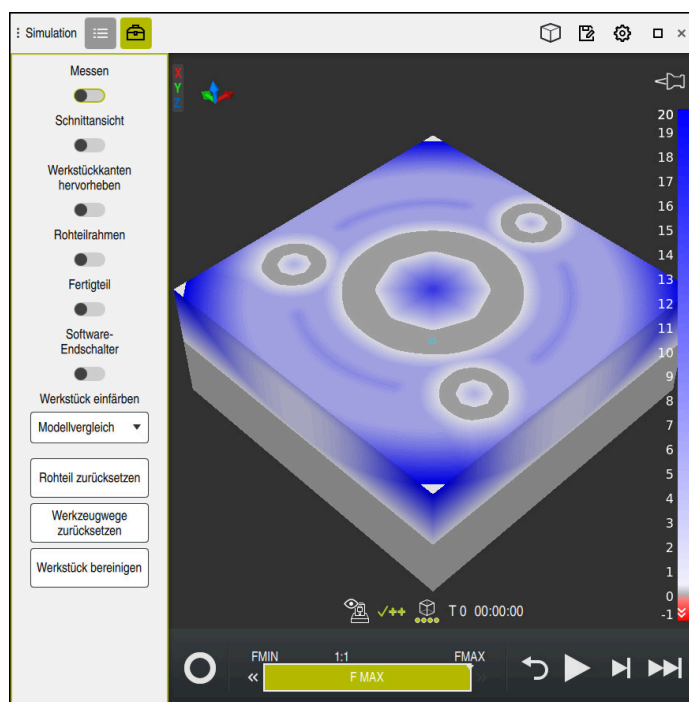 Simulation
Messen
Schnittansicht
Werkstückkanten
hervorheben
Rohteilrahmen
Fertigteil
Software-
Endschalter
Werkstück einfärben
Modellvergleich
Rohteil zurücksetzen
Werkzeugwege
zurücksetzen
Werkstück bereinigen
X
Y
Z
20
19
18
17
16
15
14
13
12
11
10
9
8
7
6
5
4
3
2
1
0
-1
T 0 00:00:00
FMIN 1:1 FMAX
F MAX